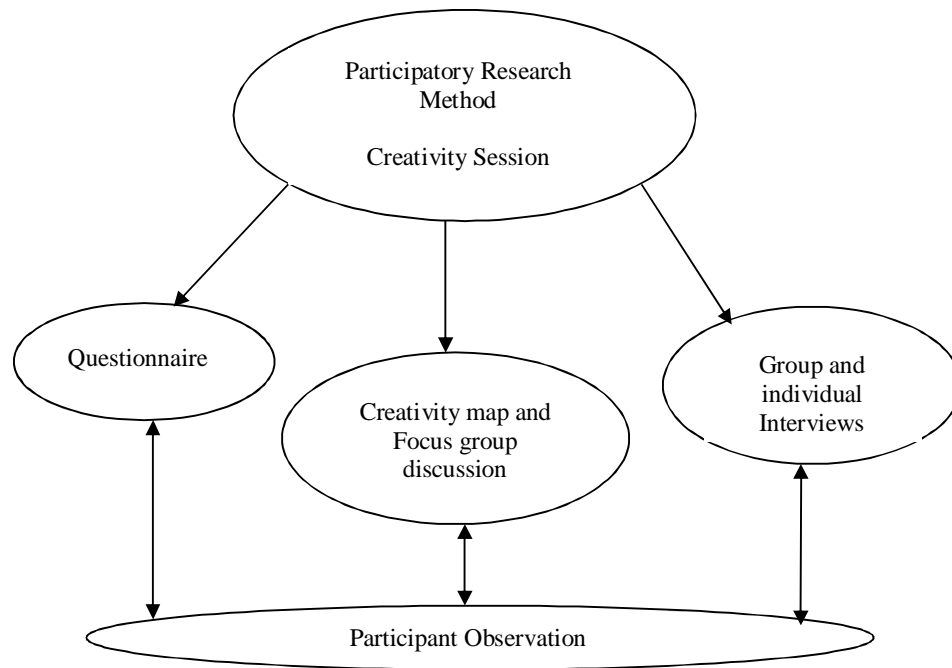 Participatory Research
Method
Creativity Session
Questionnaire
Creativity map and
Focus group
discussion
Group and
individual
Interviews
Participant Observation